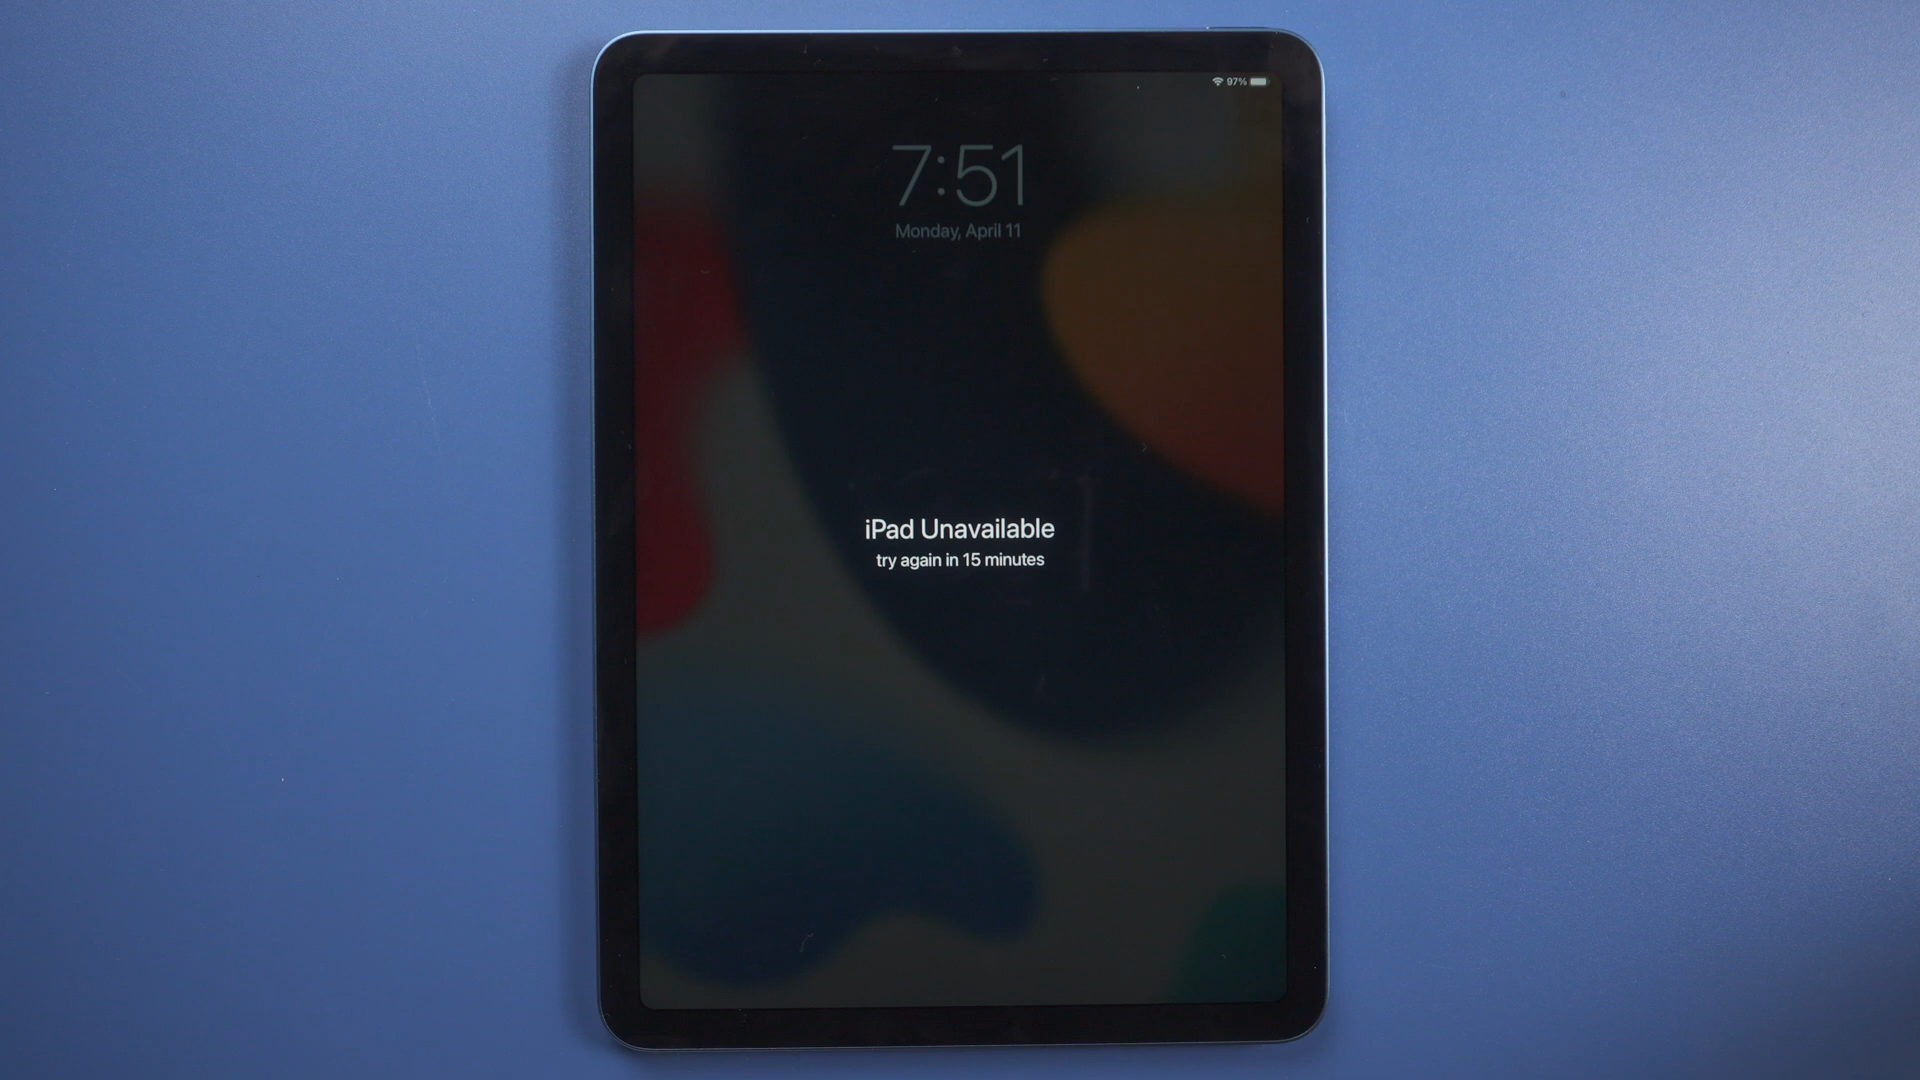 97%
7:51
Monday, April 11
iPad Unavailable
try again in 15 minutes